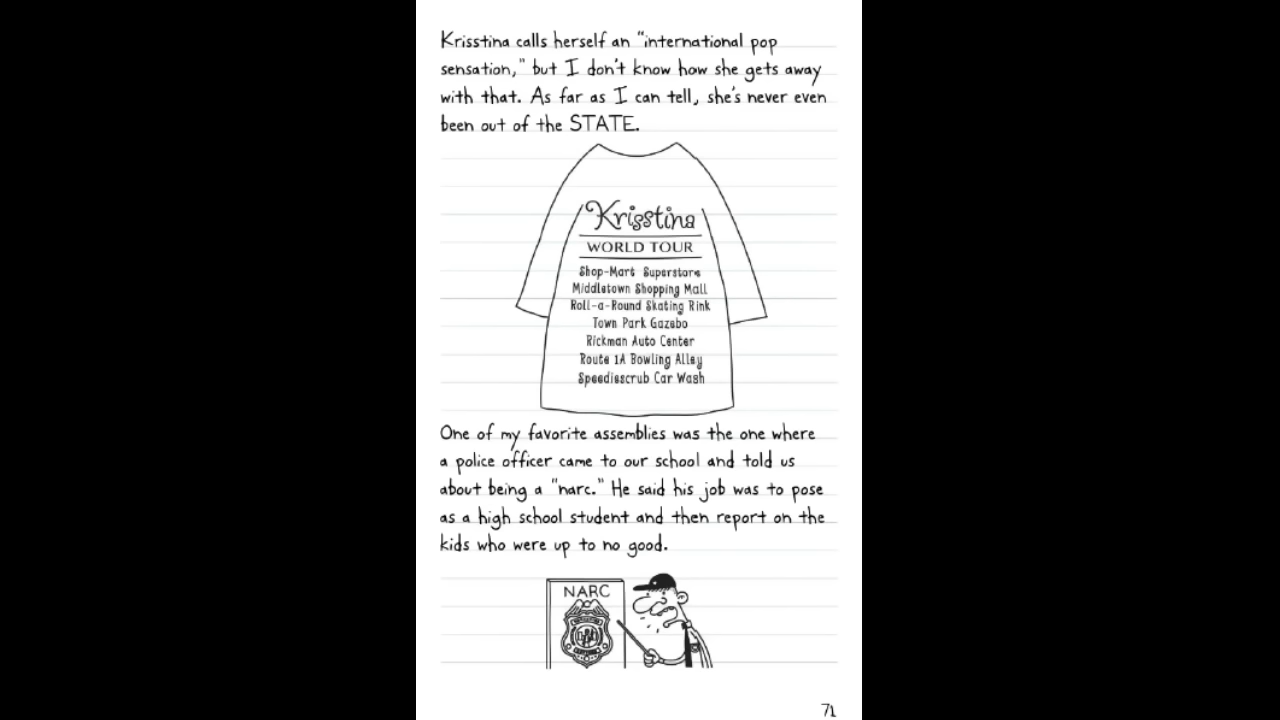 Krisstina calls herself an "international pop
sensation," but I don't know how she gets away
with that. As far as I can tell, she's never even
been out of the STATE.
Krisstina
WORLD TOUR
Shop-Mart Superstore
Middletown Shopping Mall
Roll-a-Round Skating Rink
Town Park Gazebo
Rickman Auto Center
Route 1A Bowling Alley
Speediescrub Car Wash
One of my favorite assemblies was the one where
a police officer came to our school and told us
about being a "narc." He said his job was to pose
as a high school student and then report on the
kids who were up to no good.
NARC
71